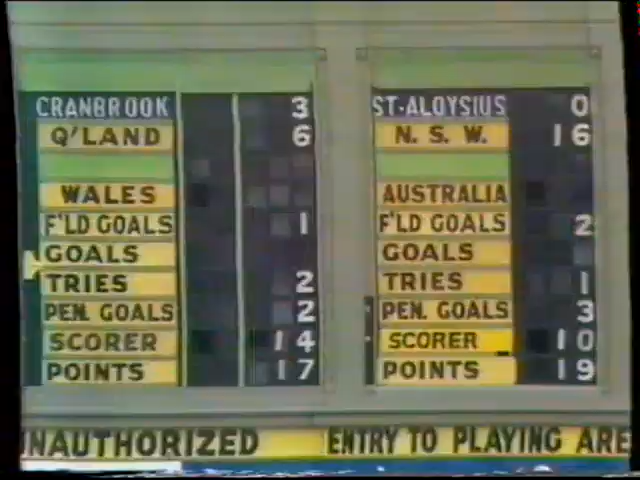 CRANBROOK 3 ST-ALOYSIUS 0
Q'LAND 6 N. S. W. 16
WALES AUSTRALIA
F'LD GOALS 1 F'LD GOALS 2
GOALS GOALS
TRIES 2 TRIES 1
PEN. GOALS 2 PEN. GOALS 3
SCORER 14 SCORER 10
POINTS 17 POINTS 19
UNAUTHORIZED ENTRY TO PLAYING ARE